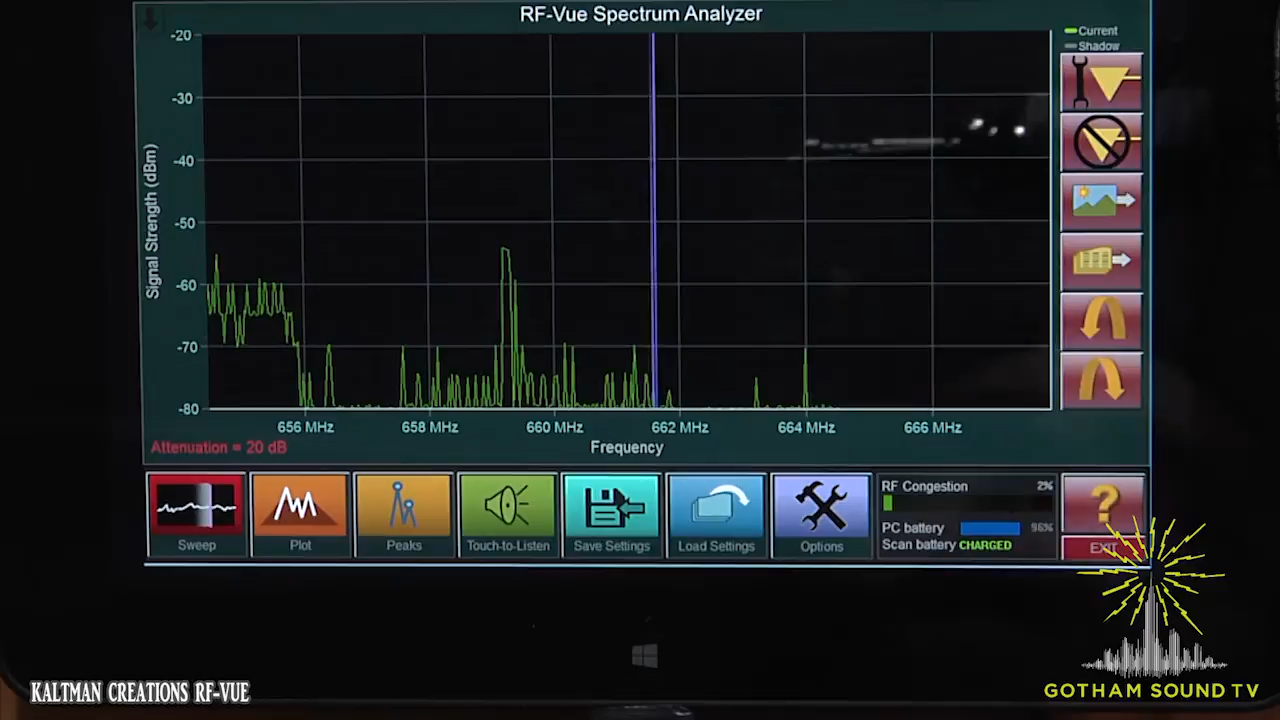 RF-Vue Spectrum Analyzer
Current
Shadow
-20
-30
-40
-50
-60
-70
-80
Signal Strength (dBm)
656 MHz 658 MHz 660 MHz 662 MHz 664 MHz 666 MHz
Attenuation = 20 dB
Frequency
Sweep
Plot
Peaks
Touch-to-Listen
Save Settings
Load Settings
Options
RF Congestion 2%
PC battery 96%
Scan battery CHARGED
?
EXIT
KALTMAN CREATIONS RF-VUE
GOTHAM SOUND TV